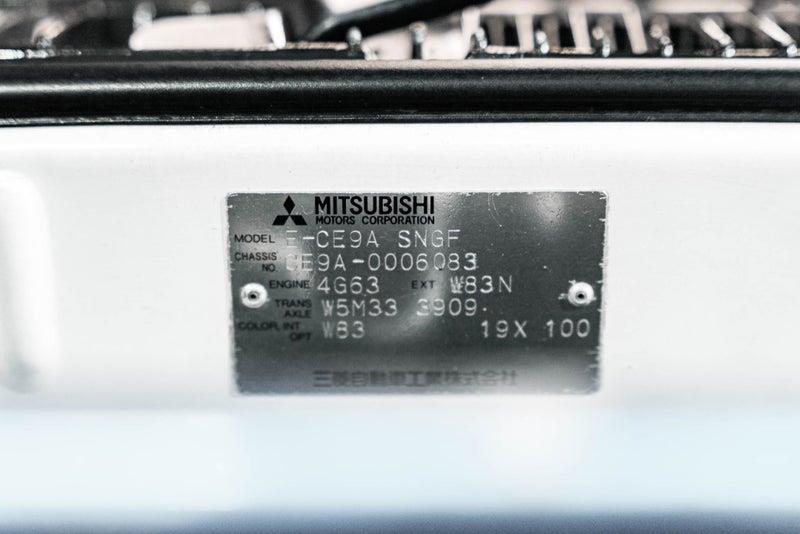 MITSUBISHI
MOTORS CORPORATION
MODEL E-CE9A SNGF
CHASSIS NO. CE9A-0006083
ENGINE 4G63 EXT W83N
TRANS AXLE W5M33 3909
COLOR, INT OPT W83 19X 100
三菱自動車工業株式会社